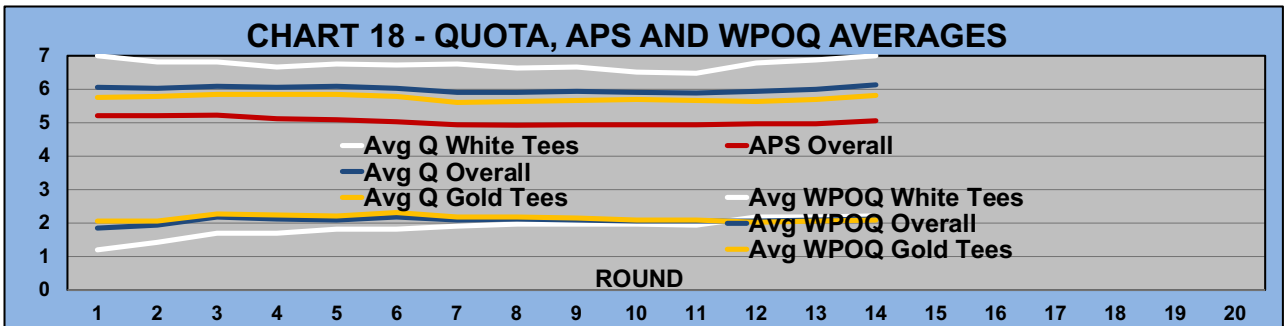 CHART 18 - QUOTA, APS AND WPOQ AVERAGES
7
6
5
4
3
2
1
0
Avg Q White Tees APS Overall
Avg Q Overall
Avg Q Gold Tees Avg WPOQ White Tees
Avg WPOQ Overall
Avg WPOQ Gold Tees
ROUND
1 2 3 4 5 6 7 8 9 10 11 12 13 14 15 16 17 18 19 20